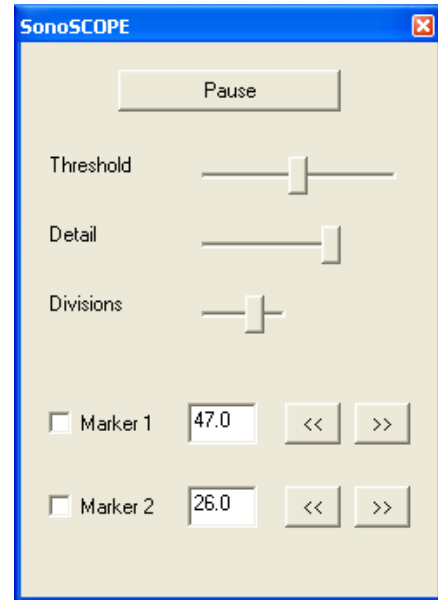 SonoSCOPE
Pause
Threshold
Detail
Divisions
Marker 1 47.0 << >>
Marker 2 26.0 << >>